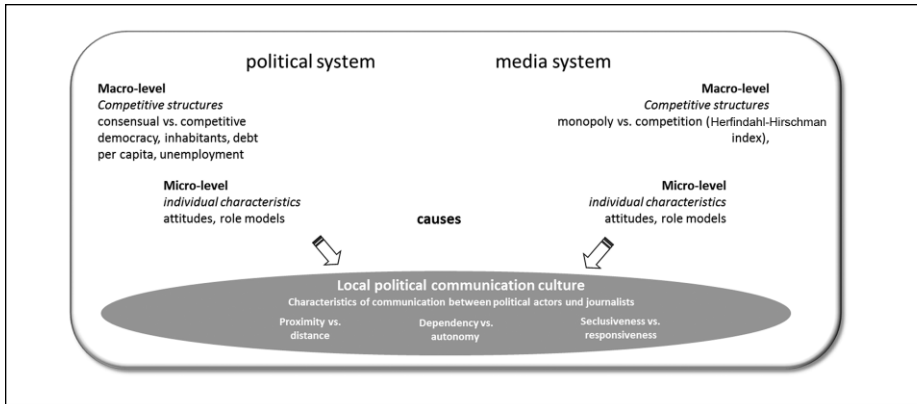 political system
media system
Macro-level
Competitive structures
consensual vs. competitive
democracy, inhabitants, debt
per capita, unemployment
Macro-level
Competitive structures
monopoly vs. competition (Herfindahl-Hirschman
index),
Micro-level
individual characteristics
attitudes, role models
Micro-level
individual characteristics
attitudes, role models
causes
Local political communication culture
Characteristics of communication between political actors und journalists
Proximity vs.
distance
Dependency vs.
autonomy
Seclusiveness vs.
responsiveness